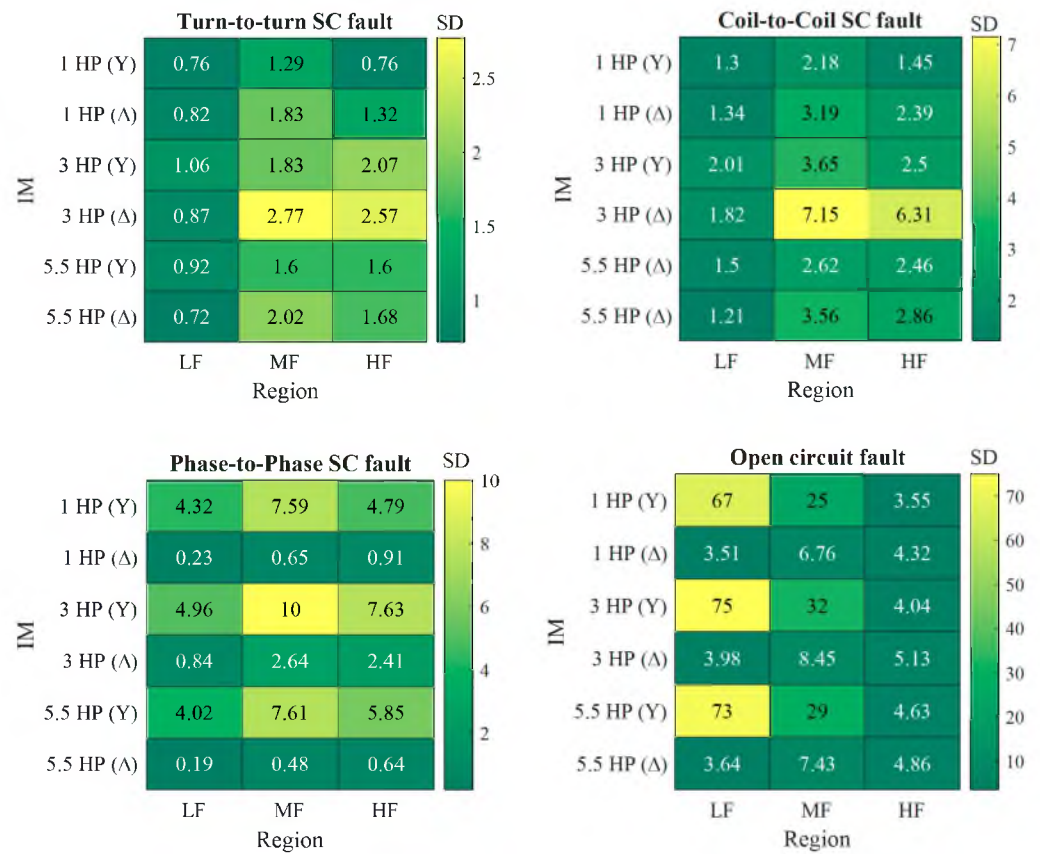 Turn-to-turn SC fault SD
1 HP (Y) 0.76 1.29 0.76
1 HP (Δ) 0.82 1.83 1.32
3 HP (Y) 1.06 1.83 2.07
3 HP (Δ) 0.87 2.77 2.57
5.5 HP (Y) 0.92 1.6 1.6
5.5 HP (Δ) 0.72 2.02 1.68
2.5
2
1.5
1
IM
LF MF HF
Region
Coil-to-Coil SC fault SD
1 HP (Y) 1.3 2.18 1.45
1 HP (Δ) 1.34 3.19 2.39
3 HP (Y) 2.01 3.65 2.5
3 HP (Δ) 1.82 7.15 6.31
5.5 HP (Y) 1.5 2.62 2.46
5.5 HP (Δ) 1.21 3.56 2.86
7
6
5
4
3
2
IM
LF MF HF
Region
Phase-to-Phase SC fault SD
1 HP (Y) 4.32 7.59 4.79
1 HP (Δ) 0.23 0.65 0.91
3 HP (Y) 4.96 10 7.63
3 HP (Δ) 0.84 2.64 2.41
5.5 HP (Y) 4.02 7.61 5.85
5.5 HP (Δ) 0.19 0.48 0.64
10
8
6
4
2
IM
LF MF HF
Region
Open circuit fault SD
1 HP (Y) 67 25 3.55
1 HP (Δ) 3.51 6.76 4.32
3 HP (Y) 75 32 4.04
3 HP (Δ) 3.98 8.45 5.13
5.5 HP (Y) 73 29 4.63
5.5 HP (Δ) 3.64 7.43 4.86
70
60
50
40
30
20
10
IM
LF MF HF
Region